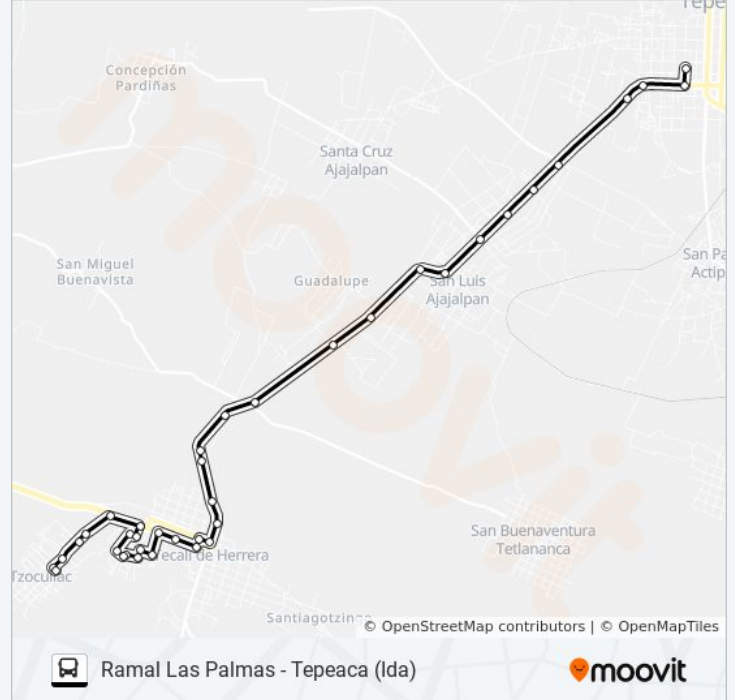 Tepe
Concepción
Pardiñas
Santa Cruz
Ajajalpan
San Pa
Actip
San Miguel
Buenavista
Guadalupe
San Luis
Ajajalpan
moovit
San Buenaventura
Tetlananca
Tecali de Herrera
Tzocuilac
Santiagotzingo
© OpenStreetMap contributors | © OpenMapTiles
Ramal Las Palmas - Tepeaca (Ida)
moovit